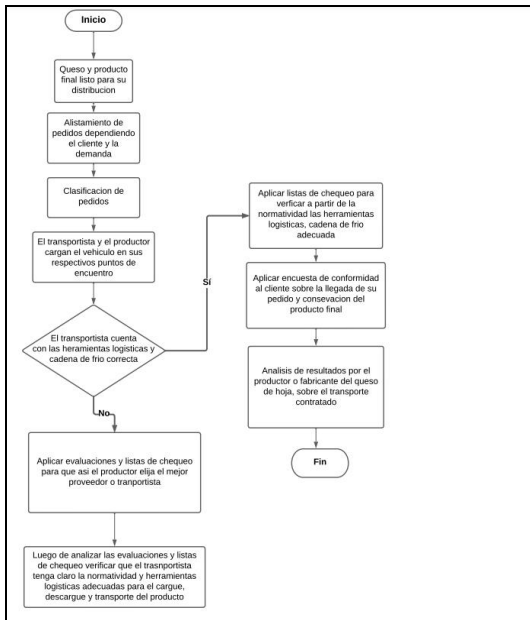 Inicio
Queso y producto
final listo para su
distribucion
Alistamiento de
pedidos dependiendo
el cliente y la
demanda
Clasificacion de
pedidos
El transportista y el productor
cargan el vehiculo en sus
respectivos puntos de
encuentro
El transportista cuenta
con las heramientas logisticas y
cadena de frio correcta
No
Aplicar evaluaciones y listas de chequeo
para que asi el productor elija el mejor
proveedor o tranportista
Luego de analizar las evaluaciones y listas
de chequeo verificar que el trasnportista
tenga claro la normatividad y herramientas
logisticas adecuadas para el cargue,
descargue y transporte del producto
Sí
Aplicar listas de chequeo para
verficar a partir de la
normatividad las herramientas
logisticas, cadena de frio
adecuada
Aplicar encuesta de conformidad
al cliente sobre la llegada de su
pedido y consevacion del
producto final
Analisis de resultados por el
productor o fabricante del queso
de hoja, sobre el transporte
contratado
Fin